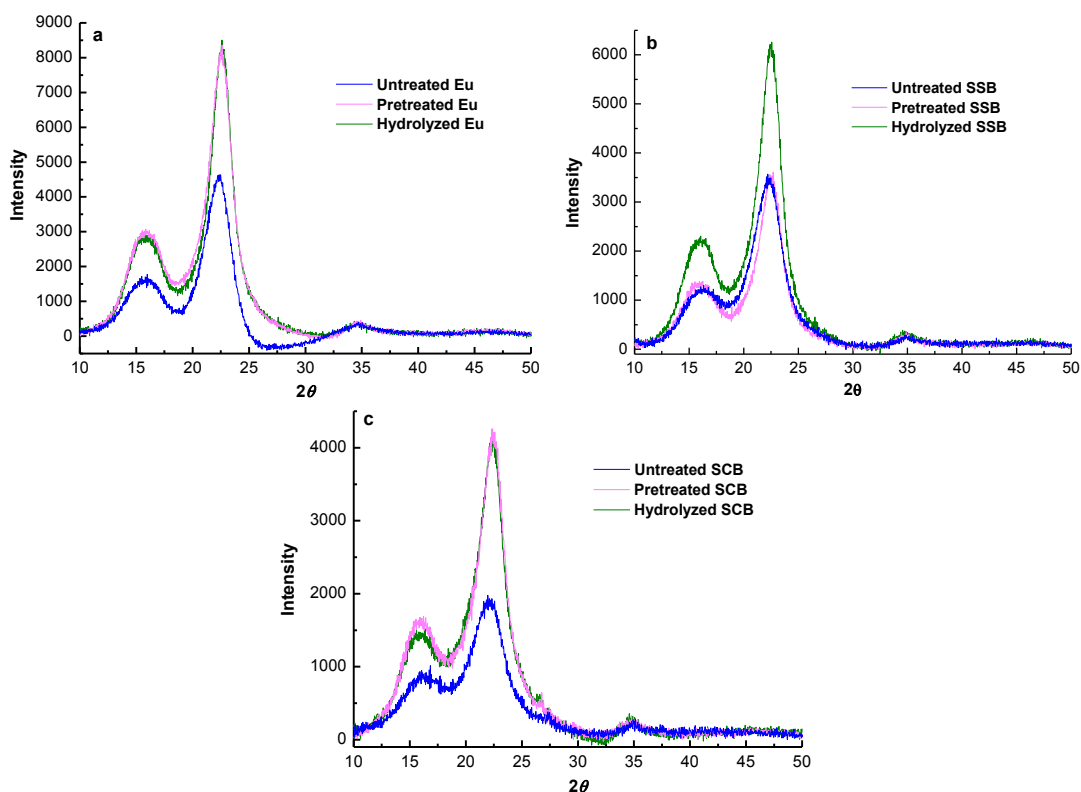 a
9000
8000
7000
6000
5000
4000
3000
2000
1000
0
Intensity
10 15 20 25 30 35 40 45 50
2θ
Untreated Eu
Pretreated Eu
Hydrolyzed Eu
b
6000
5000
4000
3000
2000
1000
0
Intensity
10 15 20 25 30 35 40 45 50
2θ
Untreated SSB
Pretreated SSB
Hydrolyzed SSB
c
4000
3000
2000
1000
0
Intensity
10 15 20 25 30 35 40 45 50
2θ
Untreated SCB
Pretreated SCB
Hydrolyzed SCB